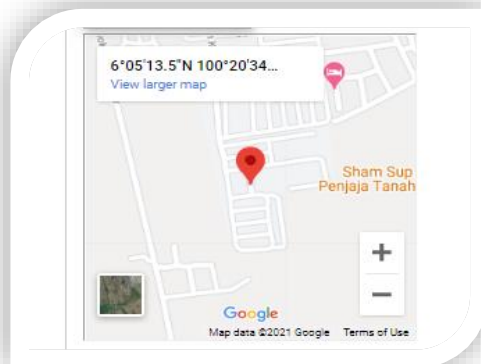 6°05'13.5"N 100°20'34...
View larger map
Sham Sup
Penjaja Tanah
Google
Map data ©2021 Google Terms of Use